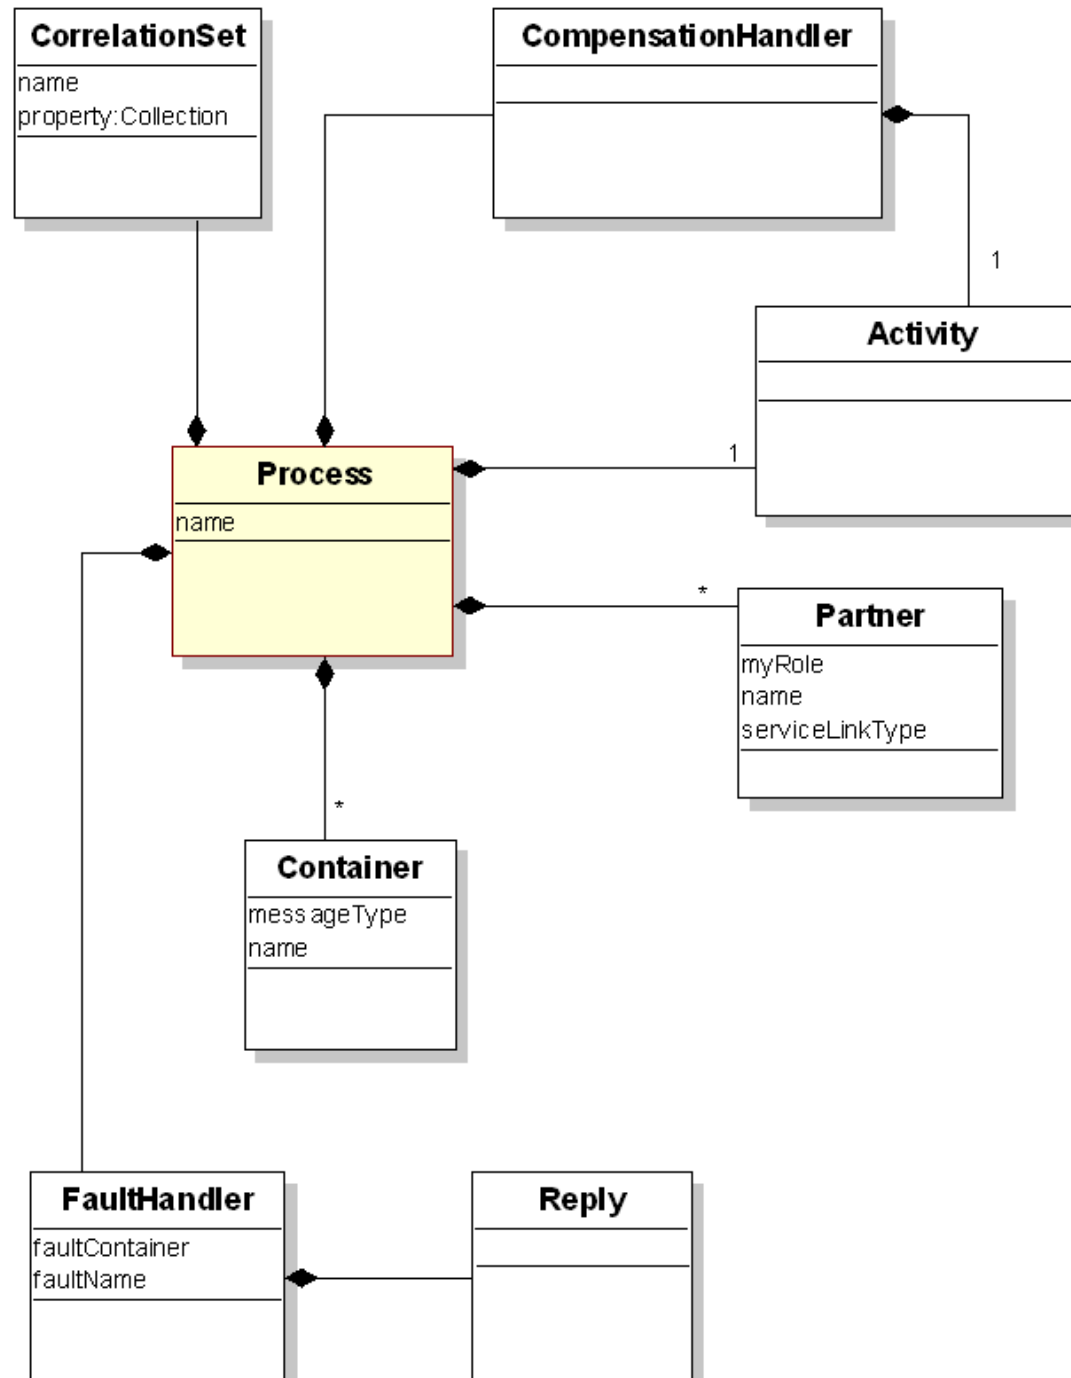 CorrelationSet
name
property:Collection
CompensationHandler
1
Activity
1
Process
name
*
Partner
myRole
name
serviceLinkType
*
Container
messageType
name
FaultHandler
faultContainer
faultName
Reply